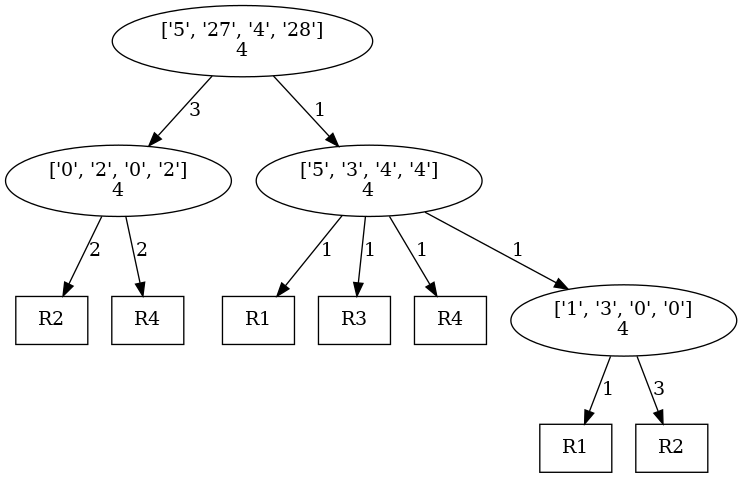 ['5', '27', '4', '28']
4
3
1
['0', '2', '0', '2']
4
['5', '3', '4', '4']
4
2
2
1
1
1
1
R2
R4
R1
R3
R4
['1', '3', '0', '0']
4
1
3
R1
R2